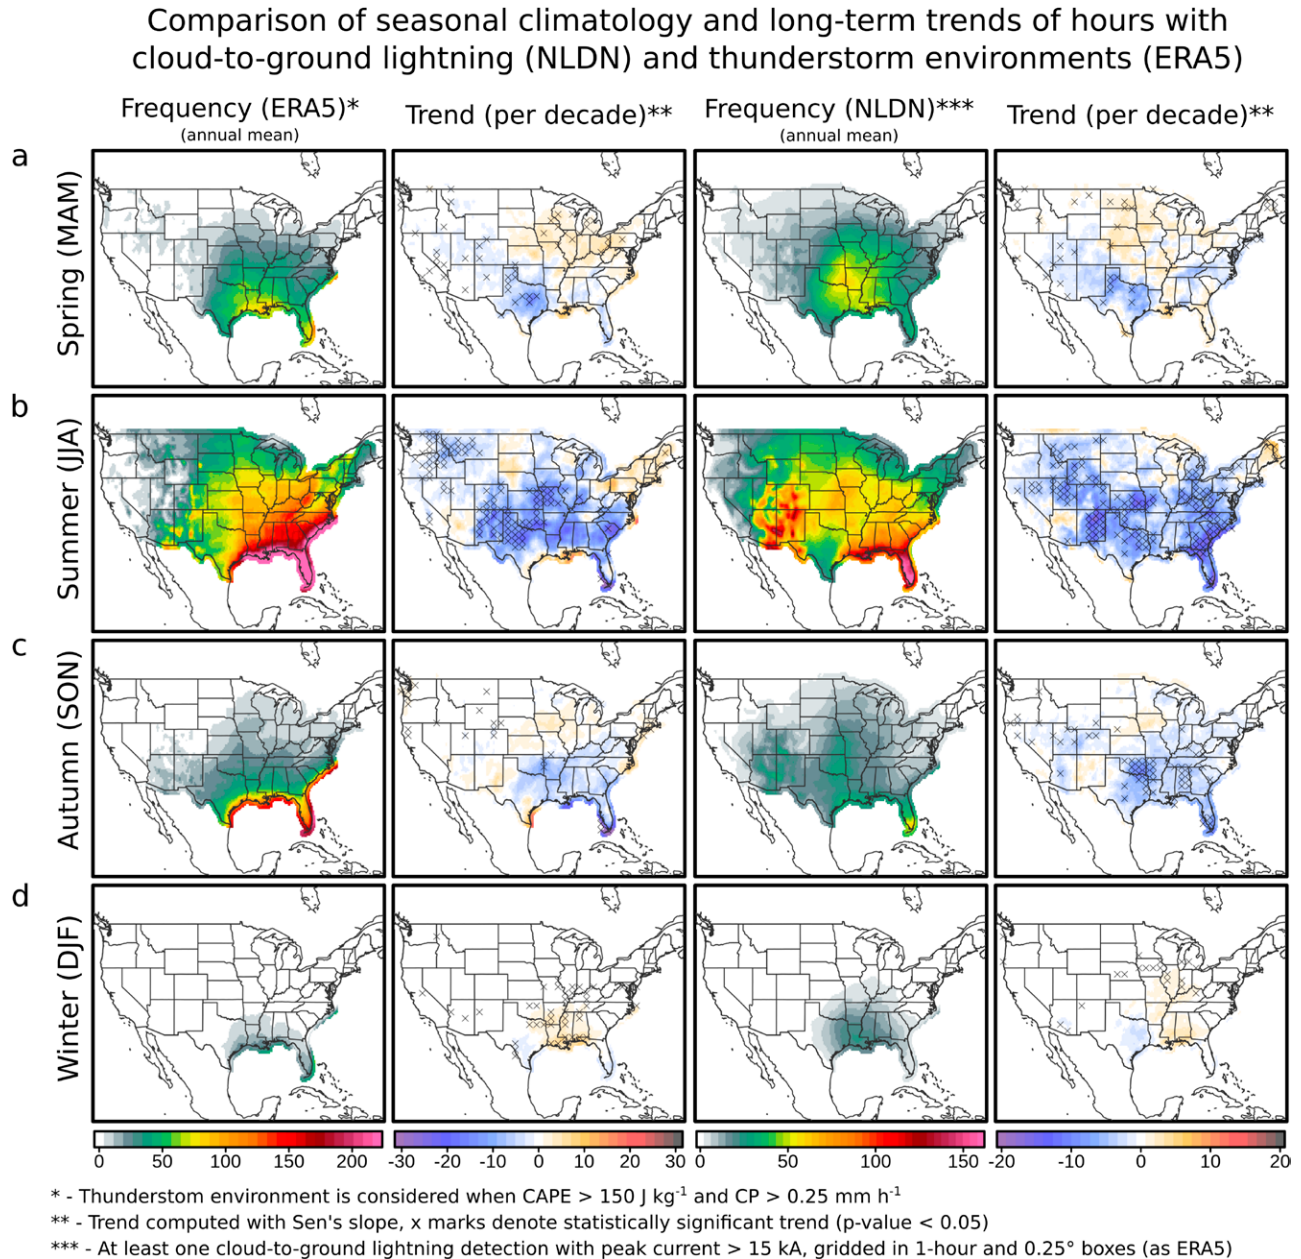 Comparison of seasonal climatology and long-term trends of hours with
cloud-to-ground lightning (NLDN) and thunderstorm environments (ERA5)
Frequency (ERA5)*
(annual mean)
Trend (per decade)**
Frequency (NLDN)***
(annual mean)
Trend (per decade)**
a
Spring (MAM)
b
Summer (JJA)
c
Autumn (SON)
d
Winter (DJF)
0 50 100 150 200
-30 -20 -10 0 10 20 30
0 50 100 150
-20 -10 0 10 20
* - Thunderstom environment is considered when CAPE > 150 J kg⁻¹ and CP > 0.25 mm h⁻¹
** - Trend computed with Sen's slope, x marks denote statistically significant trend (p-value < 0.05)
*** - At least one cloud-to-ground lightning detection with peak current > 15 kA, gridded in 1-hour and 0.25° boxes (as ERA5)